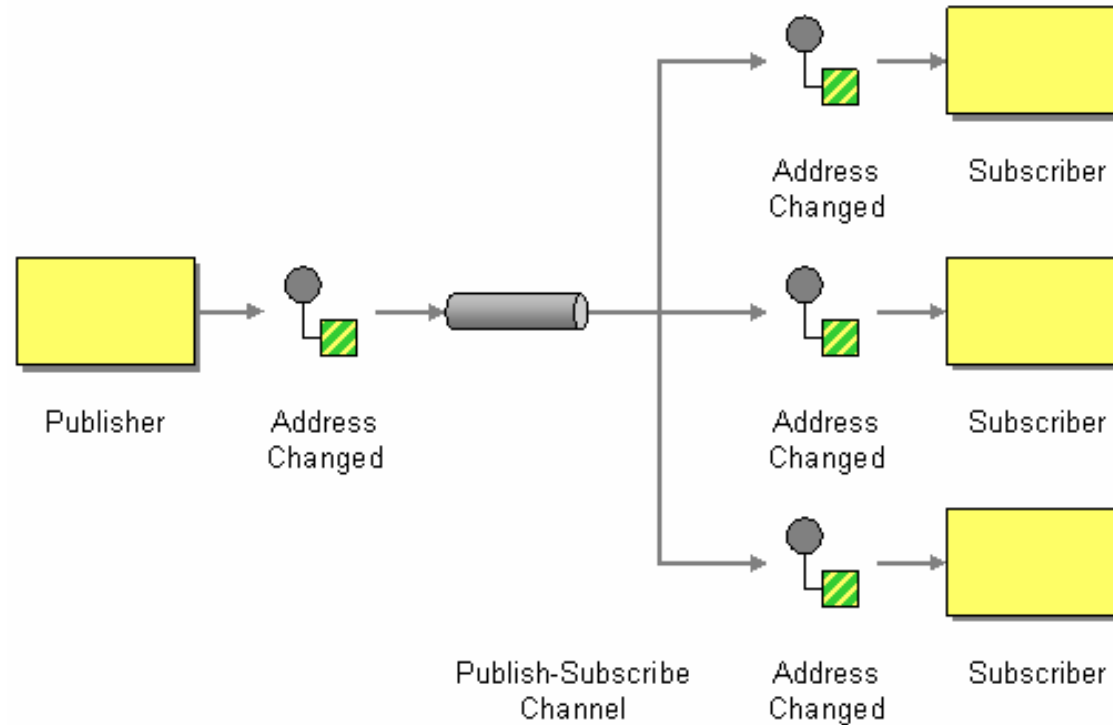 Address
Changed
Subscriber
Publisher
Address
Changed
Address
Changed
Subscriber
Publish-Subscribe
Channel
Address
Changed
Subscriber